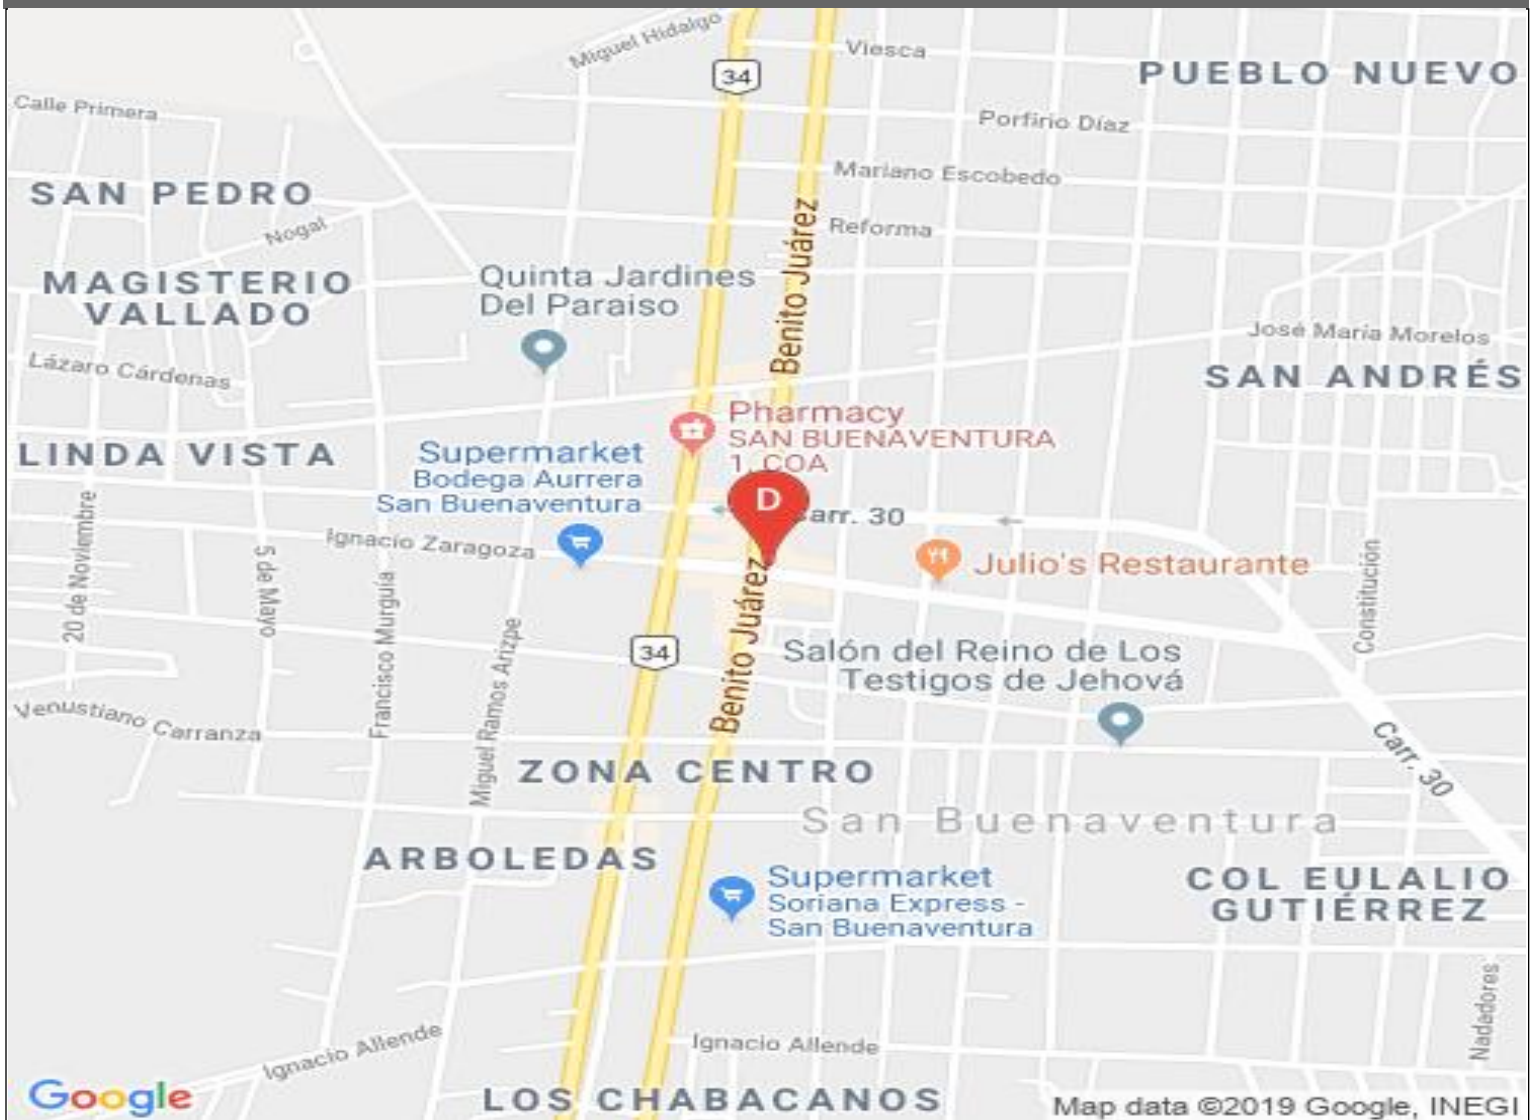 Miguel Hidalgo
34
Viesca
PUEBLO NUEVO
Calle Primera
Porfirio Díaz
Mariano Escobedo
SAN PEDRO
Nogal
Reforma
Benito Juárez
MAGISTERIO
VALLADO
Quinta Jardines
Del Paraiso
José María Morelos
Lázaro Cárdenas
SAN ANDRÉS
Pharmacy
SAN BUENAVENTURA
1, COA
LINDA VISTA
Supermarket
Bodega Aurrera
San Buenaventura
D
arr. 30
Ignacio Zaragoza
Julio's Restaurante
20 de Noviembre
5 de Mayo
Francisco Murguía
Miguel Ramos Arizpe
34
Benito Juárez
Constitución
Salón del Reino de Los
Testigos de Jehová
Venustiano Carranza
Carr. 30
ZONA CENTRO
San Buenaventura
ARBOLEDAS
Supermarket
Soriana Express -
San Buenaventura
COL EULALIO
GUTIÉRREZ
Nadadores
Ignacio Allende
Ignacio Allende
Google
LOS CHABACANOS
Map data ©2019 Google, INEGI